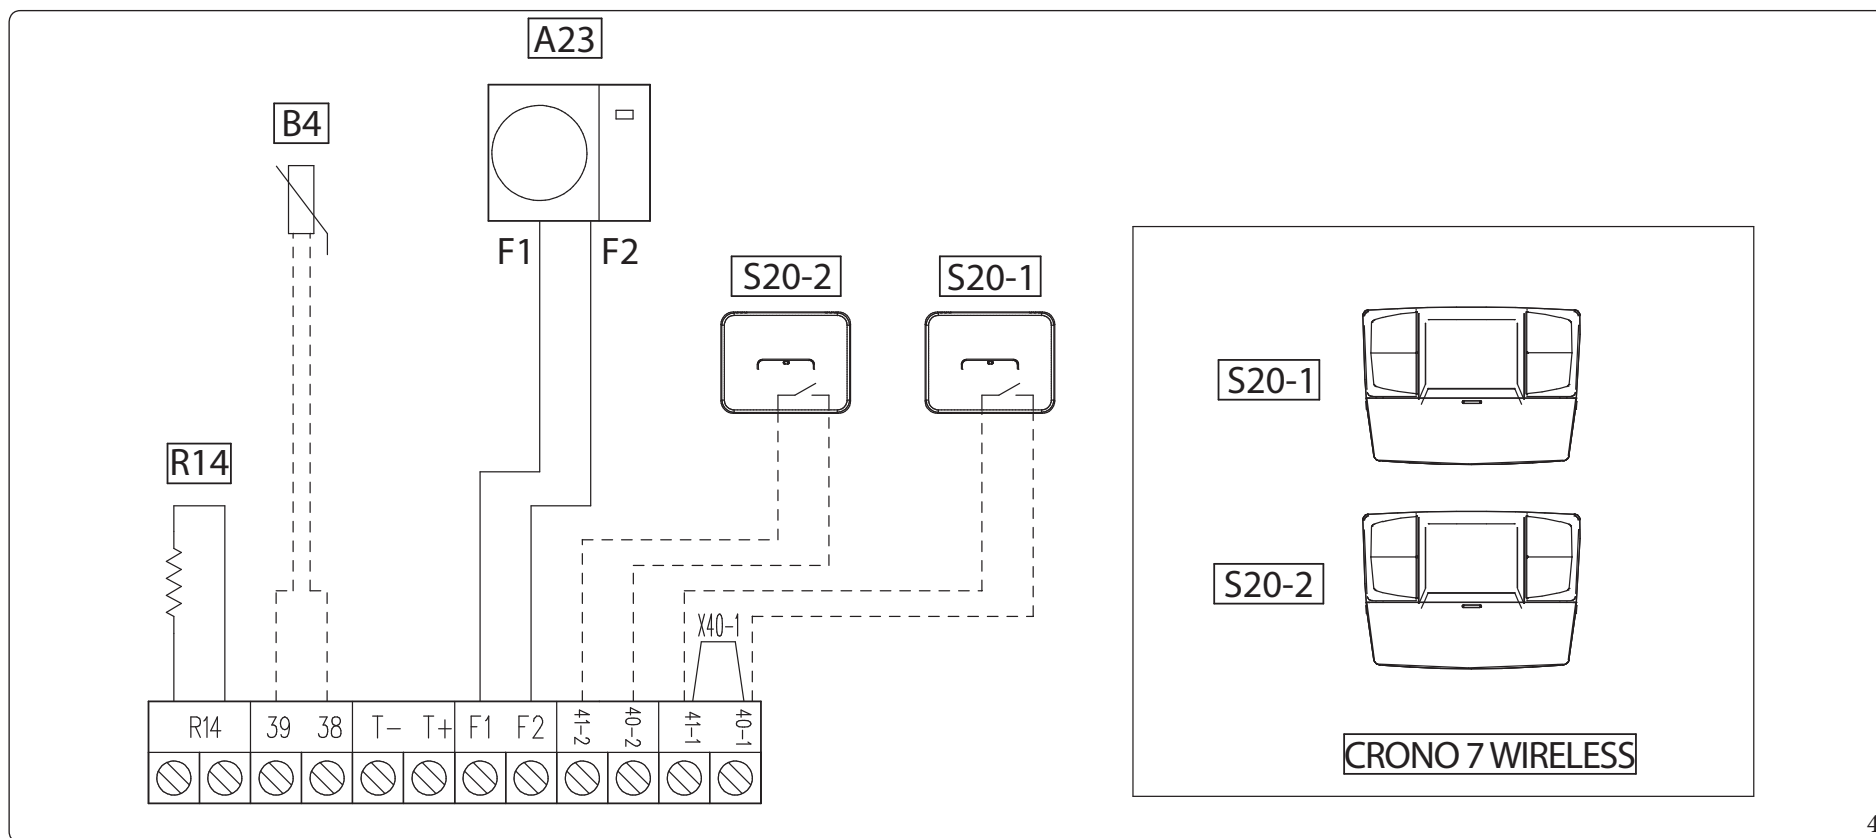 A23
B4
F1 F2
S20-2 S20-1
S20-1
R14
S20-2
X40-1
R14 39 38 T- T+ F1 F2 41-2 40-2 41-1 40-1
CRONO 7 WIRELESS
4